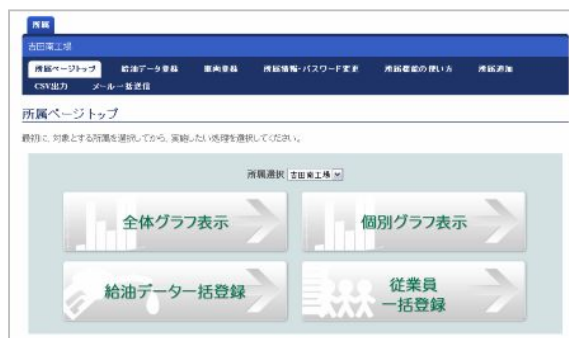 所属
吉田南工場
所属ページトップ 給油データ登録 車両登録 所属情報・パスワード変更 所属機能の使い方 所属追加
CSV出力 メール一括送信
所属ページトップ
最初に、対象とする所属を選択してから、実施したい処理を選択してください。
所属選択 吉田南工場
全体グラフ表示
個別グラフ表示
給油データ一括登録
従業員
一括登録